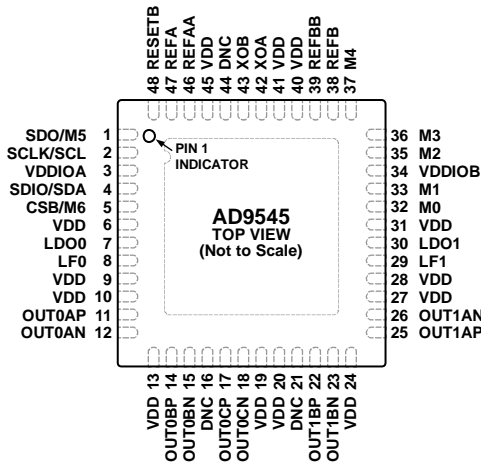 48 RESETB
47 REFA
46 REFAA
45 VDD
44 DNC
43 XOB
42 XOA
41 VDD
40 VDD
39 REFBB
38 REFB
37 M4
SDO/M5 1
SCLK/SCL 2
VDDIOA 3
SDIO/SDA 4
CSB/M6 5
VDD 6
LDO0 7
LF0 8
VDD 9
VDD 10
OUT0AP 11
OUT0AN 12
PIN 1
INDICATOR
AD9545
TOP VIEW
(Not to Scale)
36 M3
35 M2
34 VDDIOB
33 M1
32 M0
31 VDD
30 LDO1
29 LF1
28 VDD
27 VDD
26 OUT1AN
25 OUT1AP
VDD 13
OUT0BP 14
OUT0BN 15
DNC 16
OUT0CP 17
OUT0CN 18
VDD 19
VDD 20
DNC 21
OUT1BP 22
OUT1BN 23
VDD 24